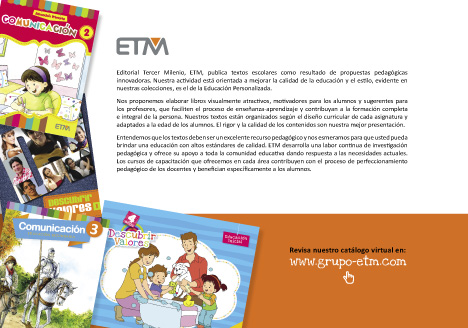 Educación Primaria
COMUNICACIÓN 2
ETM
ETM
Editorial Tercer Milenio, ETM, publica textos escolares como resultado de propuestas pedagógicas
innovadoras. Nuestra actividad está orientada a mejorar la calidad de la educación y el estilo, evidente en
nuestras colecciones, es el de la Educación Personalizada.
Nos proponemos elaborar libros visualmente atractivos, motivadores para los alumnos y sugerentes para
los profesores, que faciliten el proceso de enseñanza-aprendizaje y contribuyan a la formación completa
e integral de la persona. Nuestros textos están organizados según el diseño curricular de cada asignatura y
adaptados a la edad de los alumnos. El rigor y la calidad de los contenidos son nuestra mejor presentación.
Entendemos que los textos deben ser un excelente recurso pedagógico y nos esmeramos para que usted pueda
brindar una educación con altos estándares de calidad. ETM desarrolla una labor continua de investigación
pedagógica y ofrece su apoyo a toda la comunidad educativa dando respuesta a las necesidades actuales.
Los cursos de capacitación que ofrecemos en cada área contribuyen con el proceso de perfeccionamiento
pedagógico de los docentes y benefician específicamente a los alumnos.
Descubrir
Valores
Comunicación 3
4
Descubrir
Valores
Educación
Inicial
Revisa nuestro catálogo virtual en:
www.grupo-etm.com